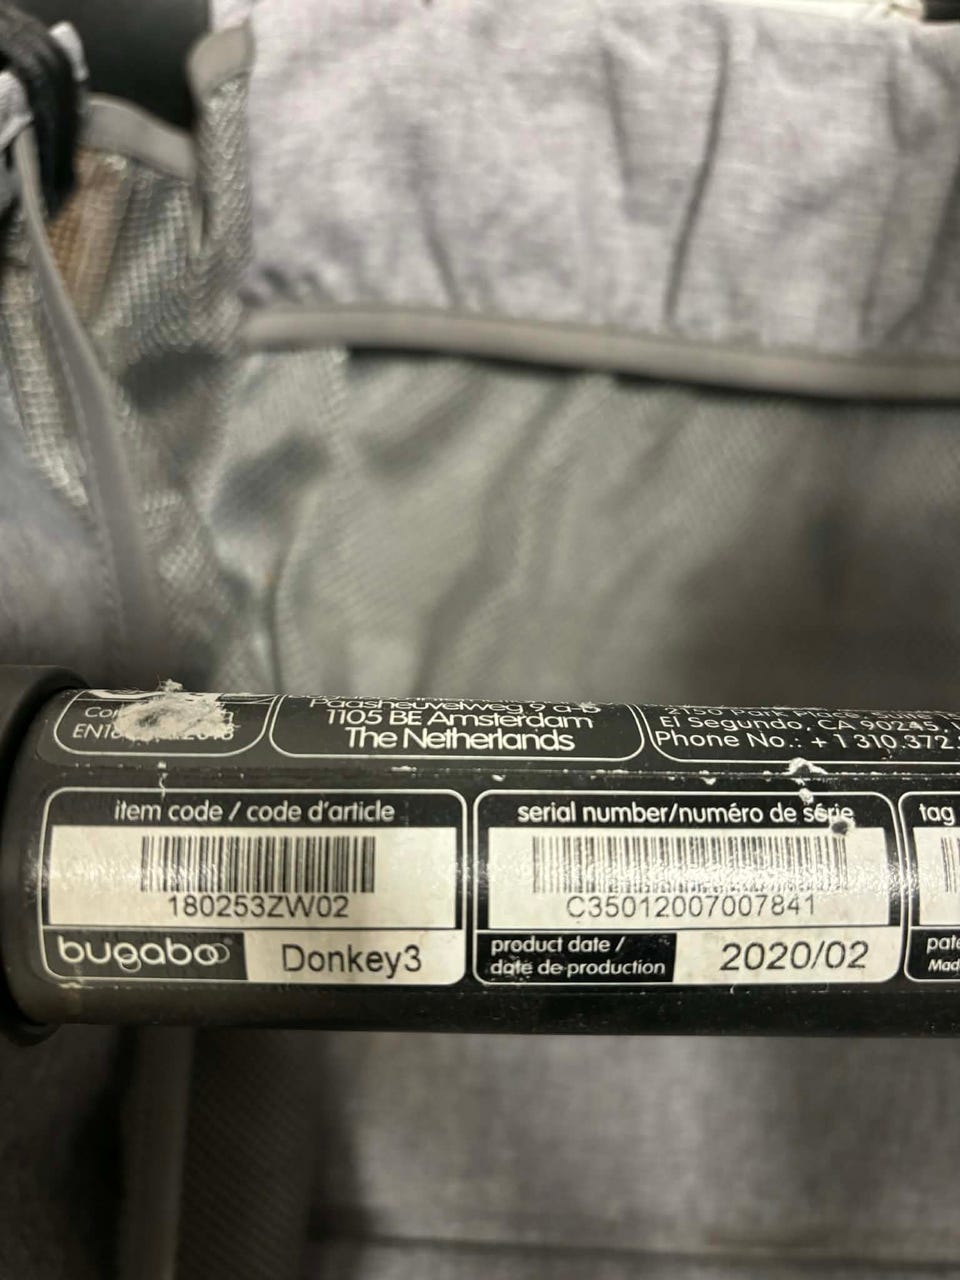 EN18
Paasheuvelweg 9 a-5
1105 BE Amsterdam
The Netherlands
El Segundo, CA 90245,
Phone No.: + 1 310.372.
item code / code d'article
180253ZW02
bugaboo
Donkey3
serial number/numéro de série
C35012007007841
product date /
date de production
2020/02
tag
pate
Mad